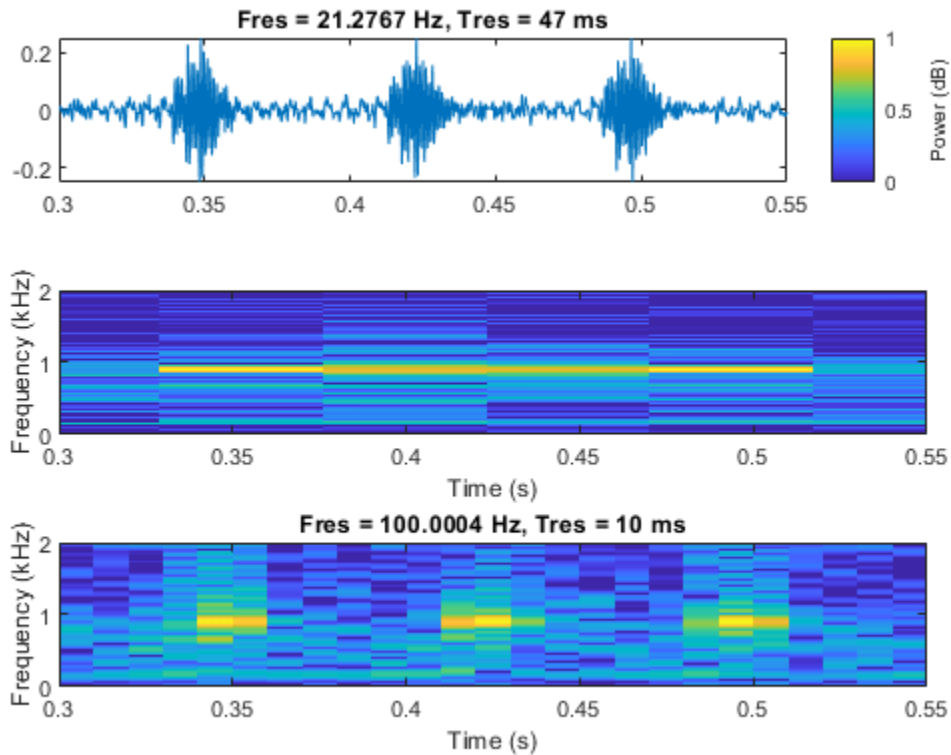 Fres = 21.2767 Hz, Tres = 47 ms
0.2
0
-0.2
0.3 0.35 0.4 0.45 0.5 0.55
1
0.5
0
Power (dB)
Frequency (kHz)
2
1
0
0.3 0.35 0.4 0.45 0.5 0.55
Time (s)
Fres = 100.0004 Hz, Tres = 10 ms
Frequency (kHz)
2
1
0
0.3 0.35 0.4 0.45 0.5 0.55
Time (s)